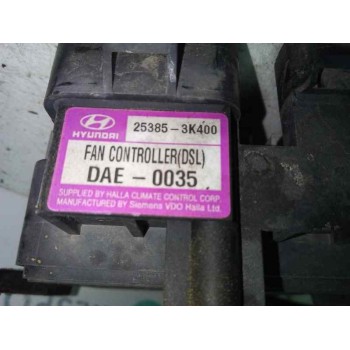 HYUNDAI
25385-3K400
FAN CONTROLLER(DSL)
DAE-0035
SUPPLIED BY HALLA CLIMATE CONTROL CORP.
MANUFACTURED BY Siemens VDO Halla Ltd.